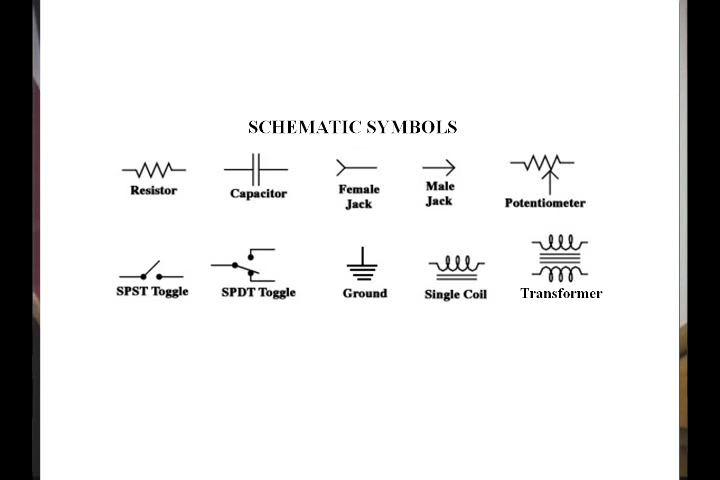 SCHEMATIC SYMBOLS
Resistor
Capacitor
Female
Jack
Male
Jack
Potentiometer
SPST Toggle
SPDT Toggle
Ground
Single Coil
Transformer